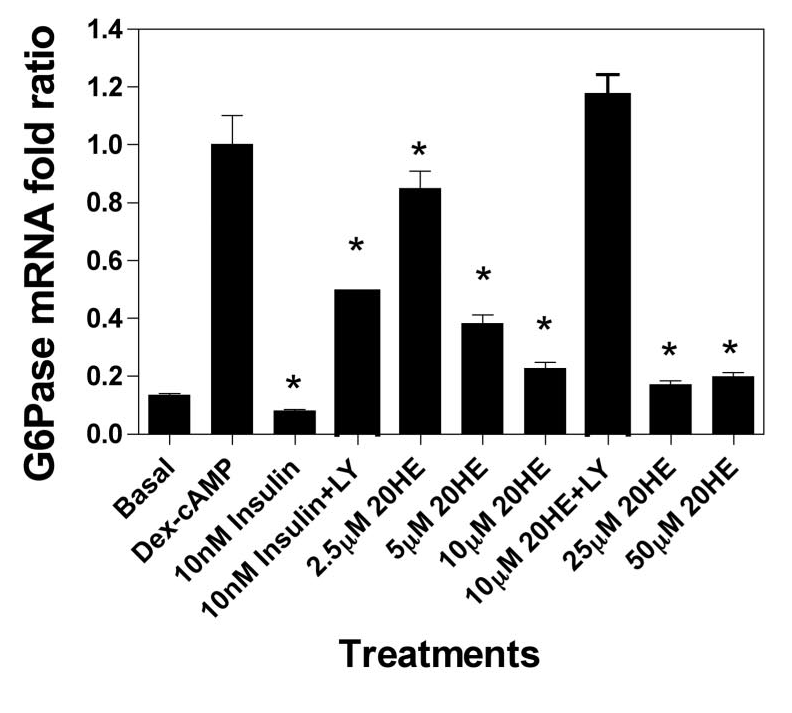 G6Pase mRNA fold ratio
1.4
1.2
1.0
0.8
0.6
0.4
0.2
0.0
*
*
*
*
*
*
*
Basal
Dex-cAMP
10nM Insulin
10nM Insulin+LY
2.5μM 20HE
5μM 20HE
10μM 20HE
10μM 20HE+LY
25μM 20HE
50μM 20HE
Treatments